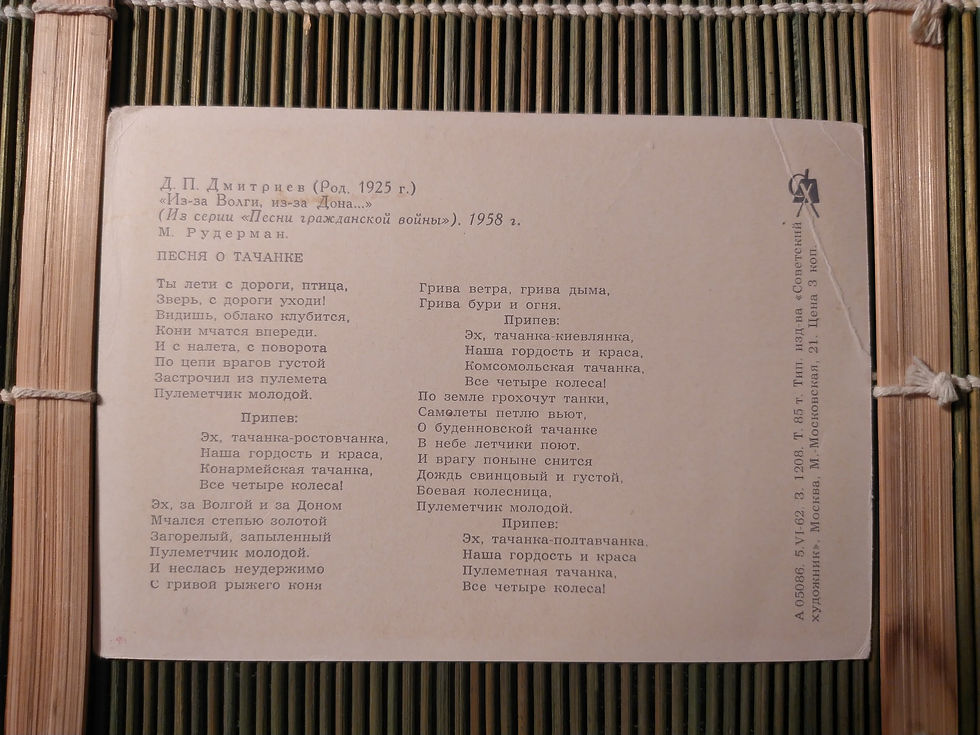 Д. П. Дмитриев (Род. 1925 г.)
«Из-за Волги, из-за Дона...»
(Из серии «Песни гражданской войны»). 1958 г.
М. Рудерман.
ПЕСНЯ О ТАЧАНКЕ
Ты лети с дороги, птица,
Зверь, с дороги уходи!
Видишь, облако клубится,
Кони мчатся впереди.
И с налета, с поворота
По цепи врагов густой
Застрочил из пулемета
Пулеметчик молодой.
Припев:
Эх, тачанка-ростовчанка,
Наша гордость и краса,
Конармейская тачанка,
Все четыре колеса!
Эх, за Волгой и за Доном
Мчался степью золотой
Загорелый, запыленный
Пулеметчик молодой.
И неслась неудержимо
С гривой рыжего коня
Грива ветра, грива дыма,
Грива бури и огня.
Припев:
Эх, тачанка-киевлянка,
Наша гордость и краса,
Комсомольская тачанка,
Все четыре колеса!
По земле грохочут танки,
Самолеты петлю вьют,
О буденновской тачанке
В небе летчики поют.
И врагу поныне снится
Дождь свинцовый и густой,
Боевая колесница,
Пулеметчик молодой.
Припев:
Эх, тачанка-полтавчанка,
Наша гордость и краса
Пулеметная тачанка,
Все четыре колеса!
А 05086. 5.VI-62. З. 1208. Т. 85 т. Тип. изд-ва «Советский
художник». Москва, М.-Московская, 21. Цена 3 коп.